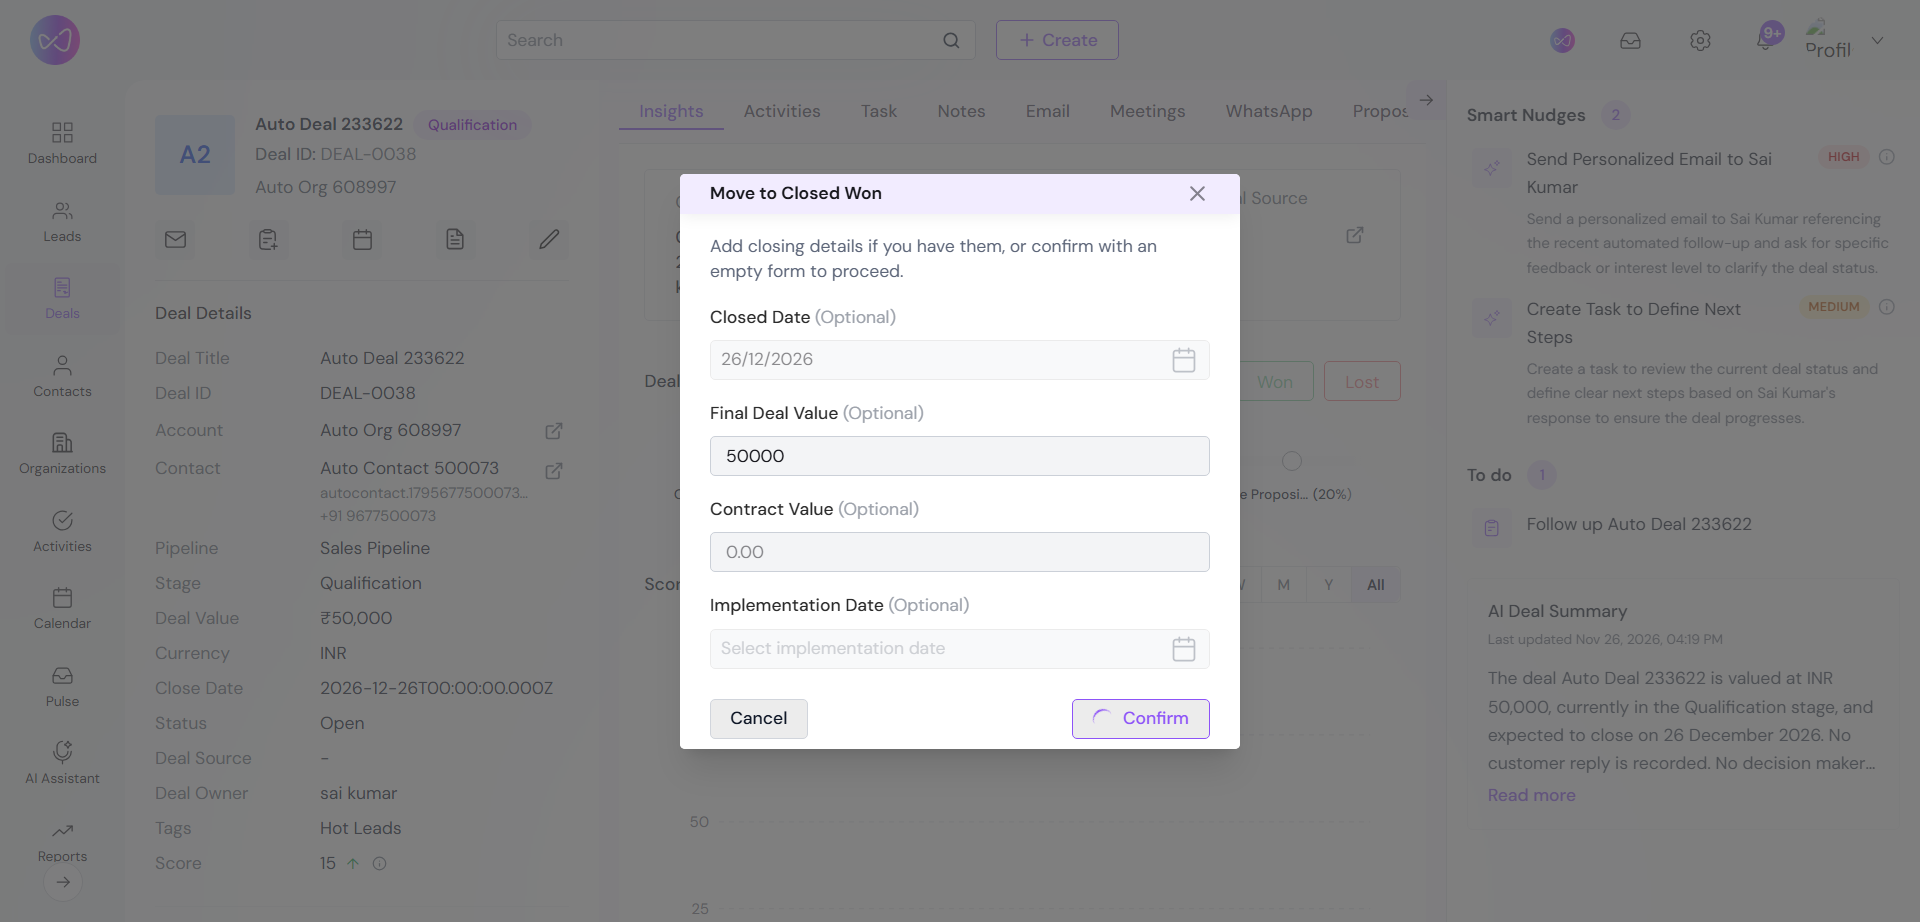 Search
+ Create
9+
Profil
Dashboard
Leads
Deals
Contacts
Organizations
Activities
Calendar
Pulse
AI Assistant
Reports
A2
Auto Deal 233622
Qualification
Deal ID: DEAL-0038
Auto Org 608997
Deal Details
Deal Title
Auto Deal 233622
Deal ID
DEAL-0038
Account
Auto Org 608997
Contact
Auto Contact 500073
autocontact.1795677500073...
+91 9677500073
Pipeline
Sales Pipeline
Stage
Qualification
Deal Value
₹50,000
Currency
INR
Close Date
2026-12-26T00:00:00.000Z
Status
Open
Deal Source
-
Deal Owner
sai kumar
Tags
Hot Leads
Score
15
Insights
Activities
Task
Notes
Email
Meetings
WhatsApp
Propos
Source
Deal
Won
Lost
e Proposi... (20%)
Scor
M
Y
All
50
25
Move to Closed Won
Add closing details if you have them, or confirm with an
empty form to proceed.
Closed Date (Optional)
26/12/2026
Final Deal Value (Optional)
50000
Contract Value (Optional)
0.00
Implementation Date (Optional)
Select implementation date
Cancel
Confirm
Smart Nudges
2
Send Personalized Email to Sai
Kumar
HIGH
Send a personalized email to Sai Kumar referencing
the recent automated follow-up and ask for specific
feedback or interest level to clarify the deal status.
Create Task to Define Next
Steps
MEDIUM
Create a task to review the current deal status and
define clear next steps based on Sai Kumar's
response to ensure the deal progresses.
To do
1
Follow up Auto Deal 233622
AI Deal Summary
Last updated Nov 26, 2026, 04:19 PM
The deal Auto Deal 233622 is valued at INR
50,000, currently in the Qualification stage, and
expected to close on 26 December 2026. No
customer reply is recorded. No decision maker...
Read more